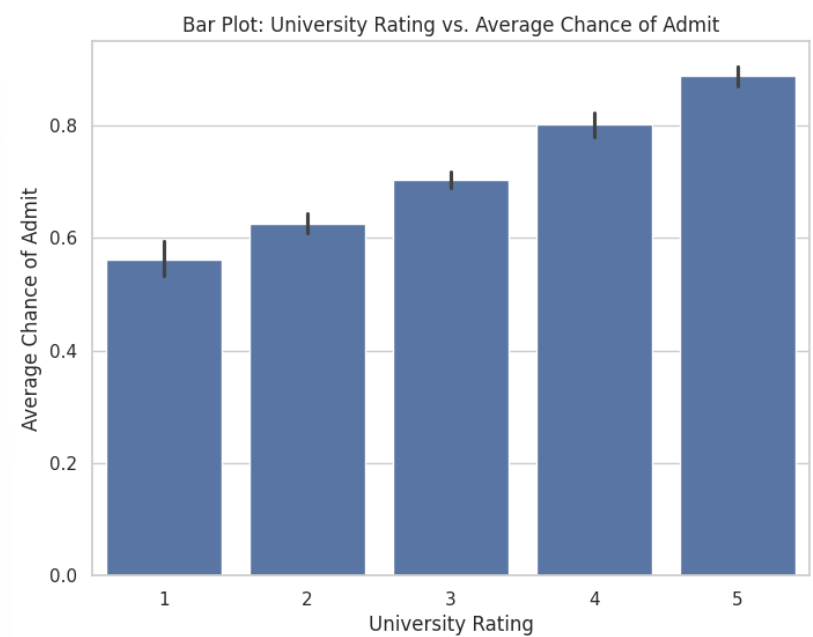 Bar Plot: University Rating vs. Average Chance of Admit
Average Chance of Admit
0.8
0.6
0.4
0.2
0.0
1 2 3 4 5
University Rating